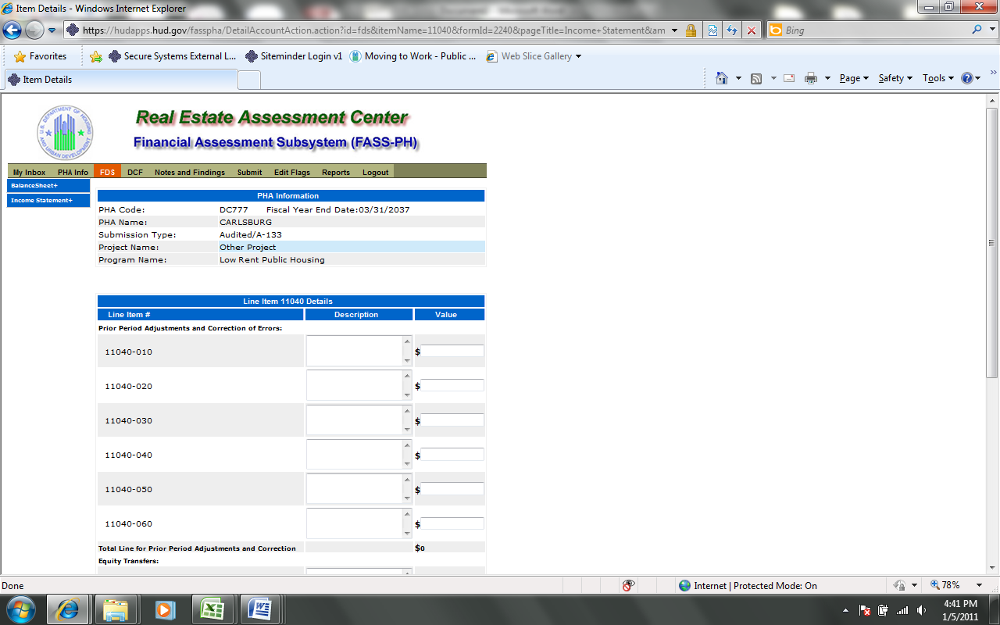 Item Details - Windows Internet Explorer
https://hudapps.hud.gov/fasspha/DetailAccountAction.action?id=fds&itemName=11040&formId=2240&pageTitle=Income+Statement&am
Bing
Favorites Secure Systems External L... Siteminder Login v1 Moving to Work - Public ... Web Slice Gallery
Item Details
Page Safety Tools
U.S. DEPARTMENT OF HOUSING AND URBAN DEVELOPMENT
Real Estate Assessment Center
Financial Assessment Subsystem (FASS-PH)
My Inbox PHA Info FDS DCF Notes and Findings Submit Edit Flags Reports Logout
BalanceSheet+
Income Statement+
PHA Information
PHA Code: DC777 Fiscal Year End Date:03/31/2037
PHA Name: CARLSBURG
Submission Type: Audited/A-133
Project Name: Other Project
Program Name: Low Rent Public Housing
Line Item 11040 Details
Line Item # Description Value
Prior Period Adjustments and Correction of Errors:
11040-010 $
11040-020 $
11040-030 $
11040-040 $
11040-050 $
11040-060 $
Total Line for Prior Period Adjustments and Correction $0
Equity Transfers:
Done Internet | Protected Mode: On 78%
4:41 PM
1/5/2011